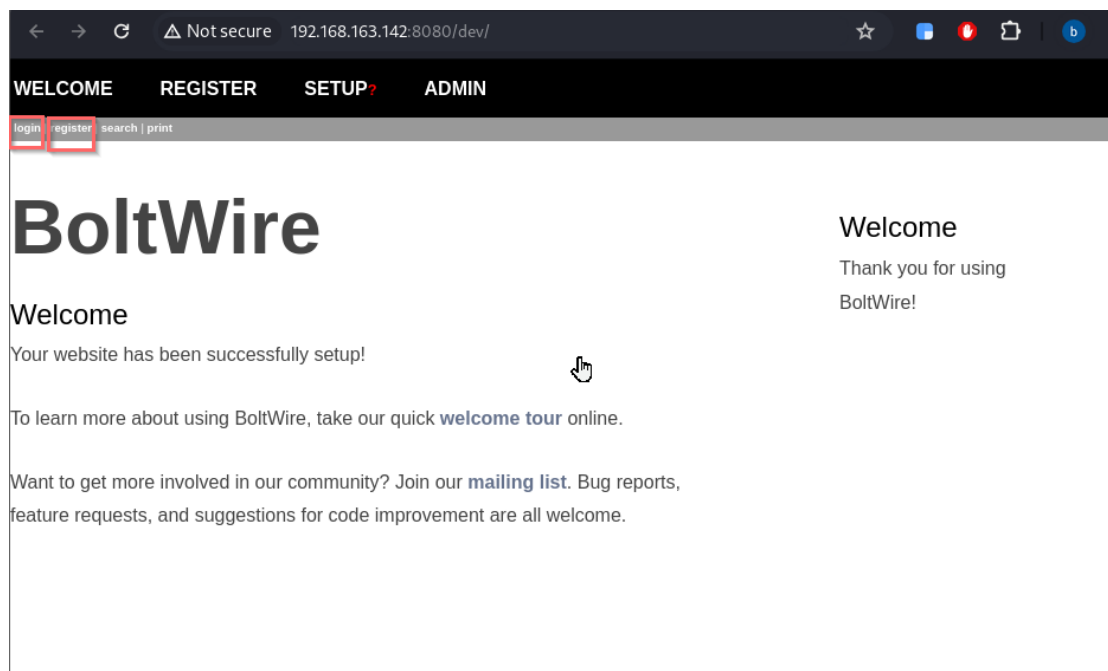 Not secure 192.168.163.142:8080/dev/
b
WELCOME REGISTER SETUP? ADMIN
login | register | search | print
BoltWire
Welcome
Your website has been successfully setup!
To learn more about using BoltWire, take our quick welcome tour online.
Want to get more involved in our community? Join our mailing list. Bug reports,
feature requests, and suggestions for code improvement are all welcome.
Welcome
Thank you for using
BoltWire!